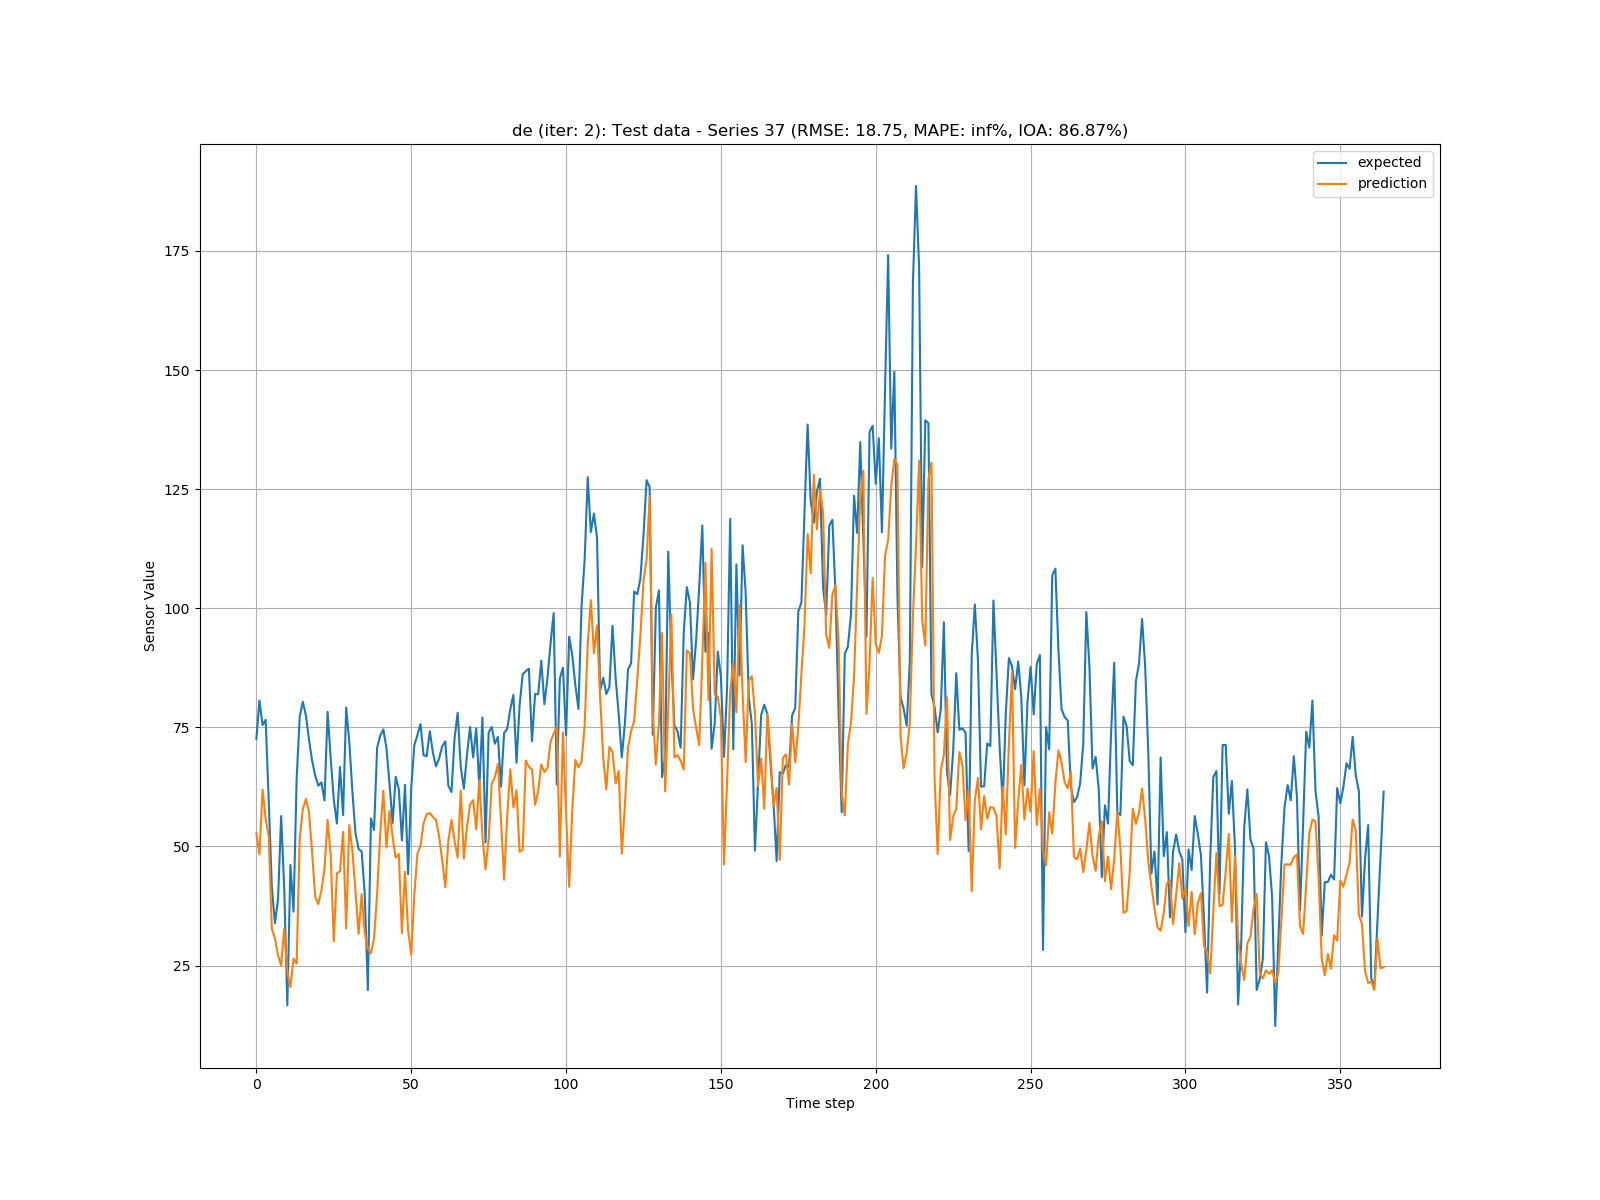 de (iter: 2): Test data - Series 37 (RMSE: 18.75, MAPE: inf%, IOA: 86.87%)
expected
prediction
175
150
125
100
75
50
25
Sensor Value
0 50 100 150 200 250 300 350
Time step